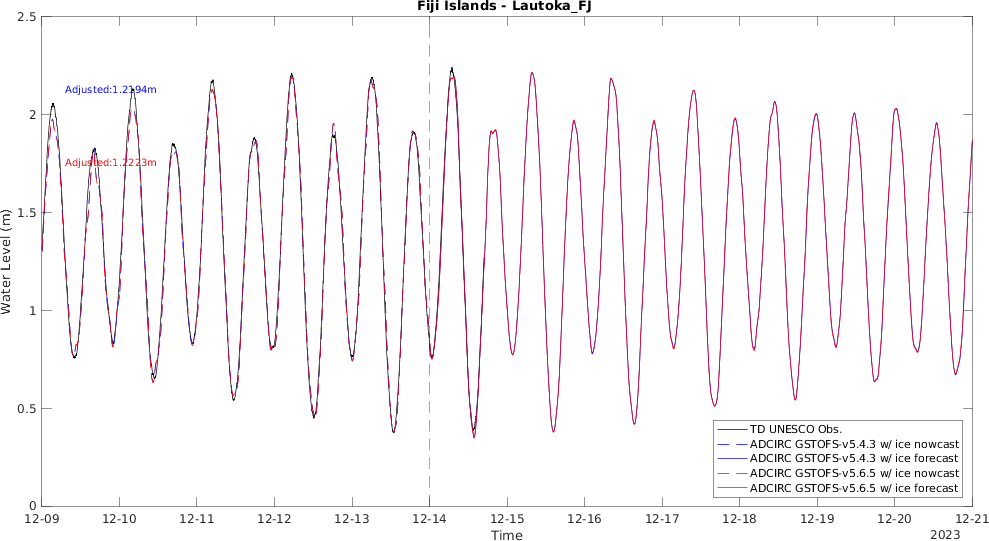 Fiji Islands - Lautoka_FJ
2.5
2
1.5
1
0.5
0
Water Level (m)
Adjusted:1.2194m
Adjusted:1.2223m
TD UNESCO Obs.
ADCIRC GSTOFS-v5.4.3 w/ ice nowcast
ADCIRC GSTOFS-v5.4.3 w/ ice forecast
ADCIRC GSTOFS-v5.6.5 w/ ice nowcast
ADCIRC GSTOFS-v5.6.5 w/ ice forecast
12-09 12-10 12-11 12-12 12-13 12-14 12-15 12-16 12-17 12-18 12-19 12-20 12-21
Time
2023